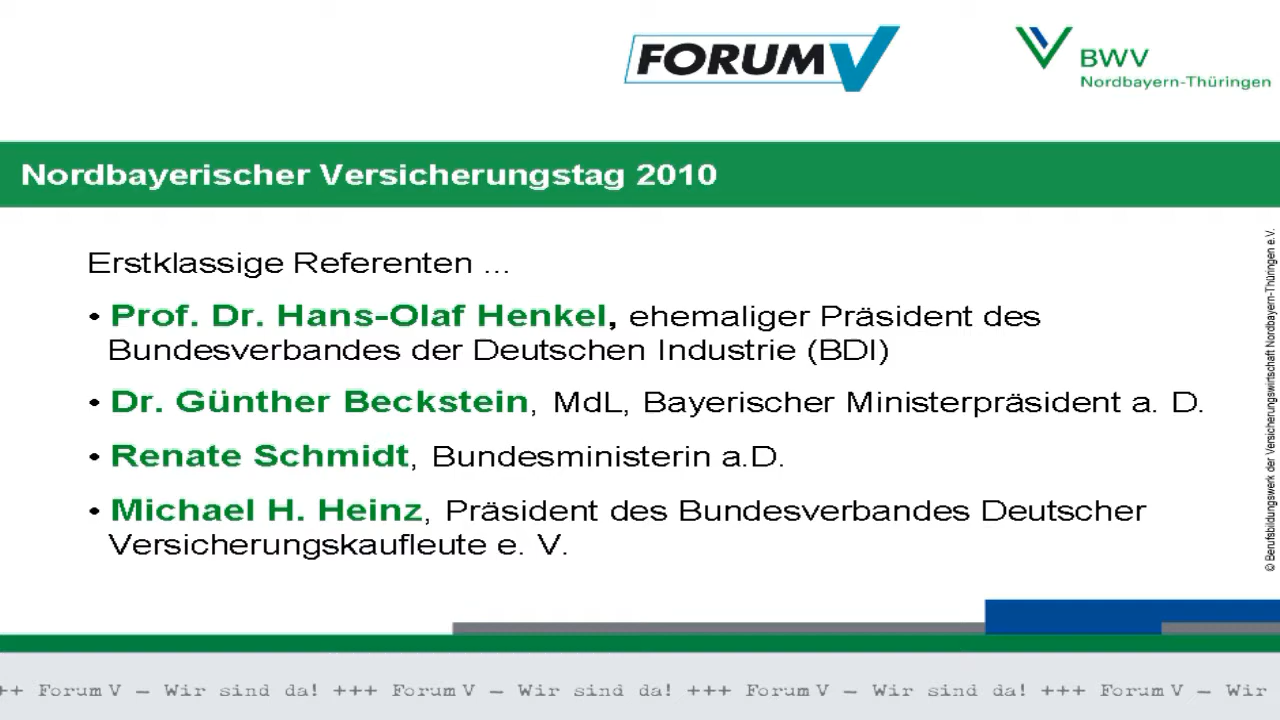 FORUM V
BWV
Nordbayern-Thüringen
Nordbayerischer Versicherungstag 2010
Erstklassige Referenten ...
• Prof. Dr. Hans-Olaf Henkel, ehemaliger Präsident des
Bundesverbandes der Deutschen Industrie (BDI)
• Dr. Günther Beckstein, MdL, Bayerischer Ministerpräsident a. D.
• Renate Schmidt, Bundesministerin a.D.
• Michael H. Heinz, Präsident des Bundesverbandes Deutscher
Versicherungskaufleute e. V.
© Berufsbildungswerk der Versicherungswirtschaft Nordbayern-Thüringen e.V.
++ Forum V – Wir sind da! +++ Forum V – Wir sind da! +++ Forum V – Wir sind da! +++ Forum V – Wir